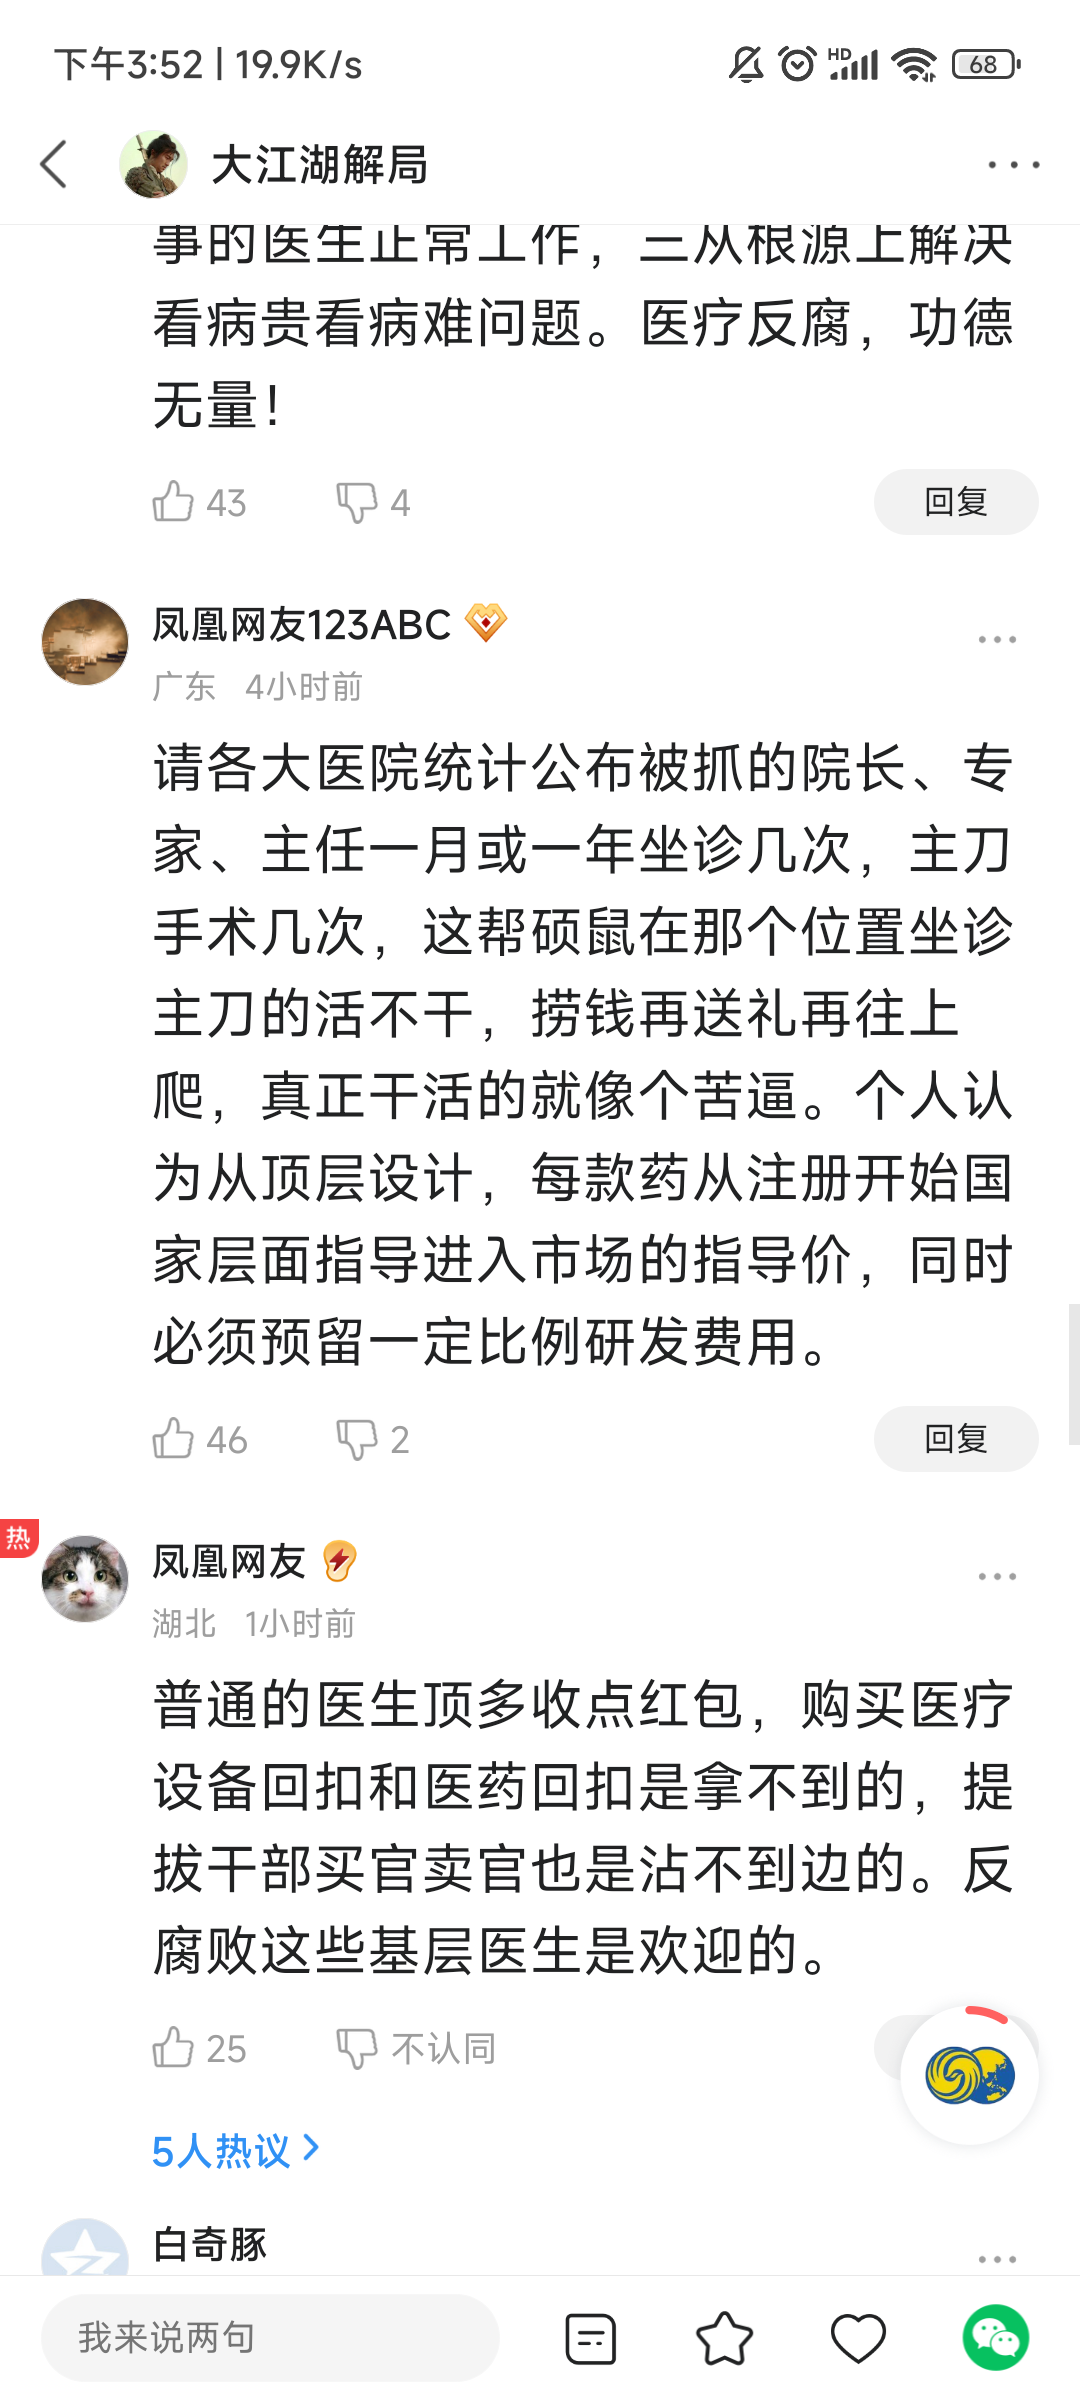 下午3:52 | 19.9K/s
HD
68
大江湖解局
事的医生正常工作，三从根源上解决
看病贵看病难问题。医疗反腐，功德
无量！
43
4
回复
凤凰网友123ABC
广东 4小时前
请各大医院统计公布被抓的院长、专
家、主任一月或一年坐诊几次，主刀
手术几次，这帮硕鼠在那个位置坐诊
主刀的活不干，捞钱再送礼再往上
爬，真正干活的就像个苦逼。个人认
为从顶层设计，每款药从注册开始国
家层面指导进入市场的指导价，同时
必须预留一定比例研发费用。
46
2
回复
热
凤凰网友
湖北 1小时前
普通的医生顶多收点红包，购买医疗
设备回扣和医药回扣是拿不到的，提
拔干部买官卖官也是沾不到边的。反
腐败这些基层医生是欢迎的。
25
不认同
5人热议
白奇豚
我来说两句